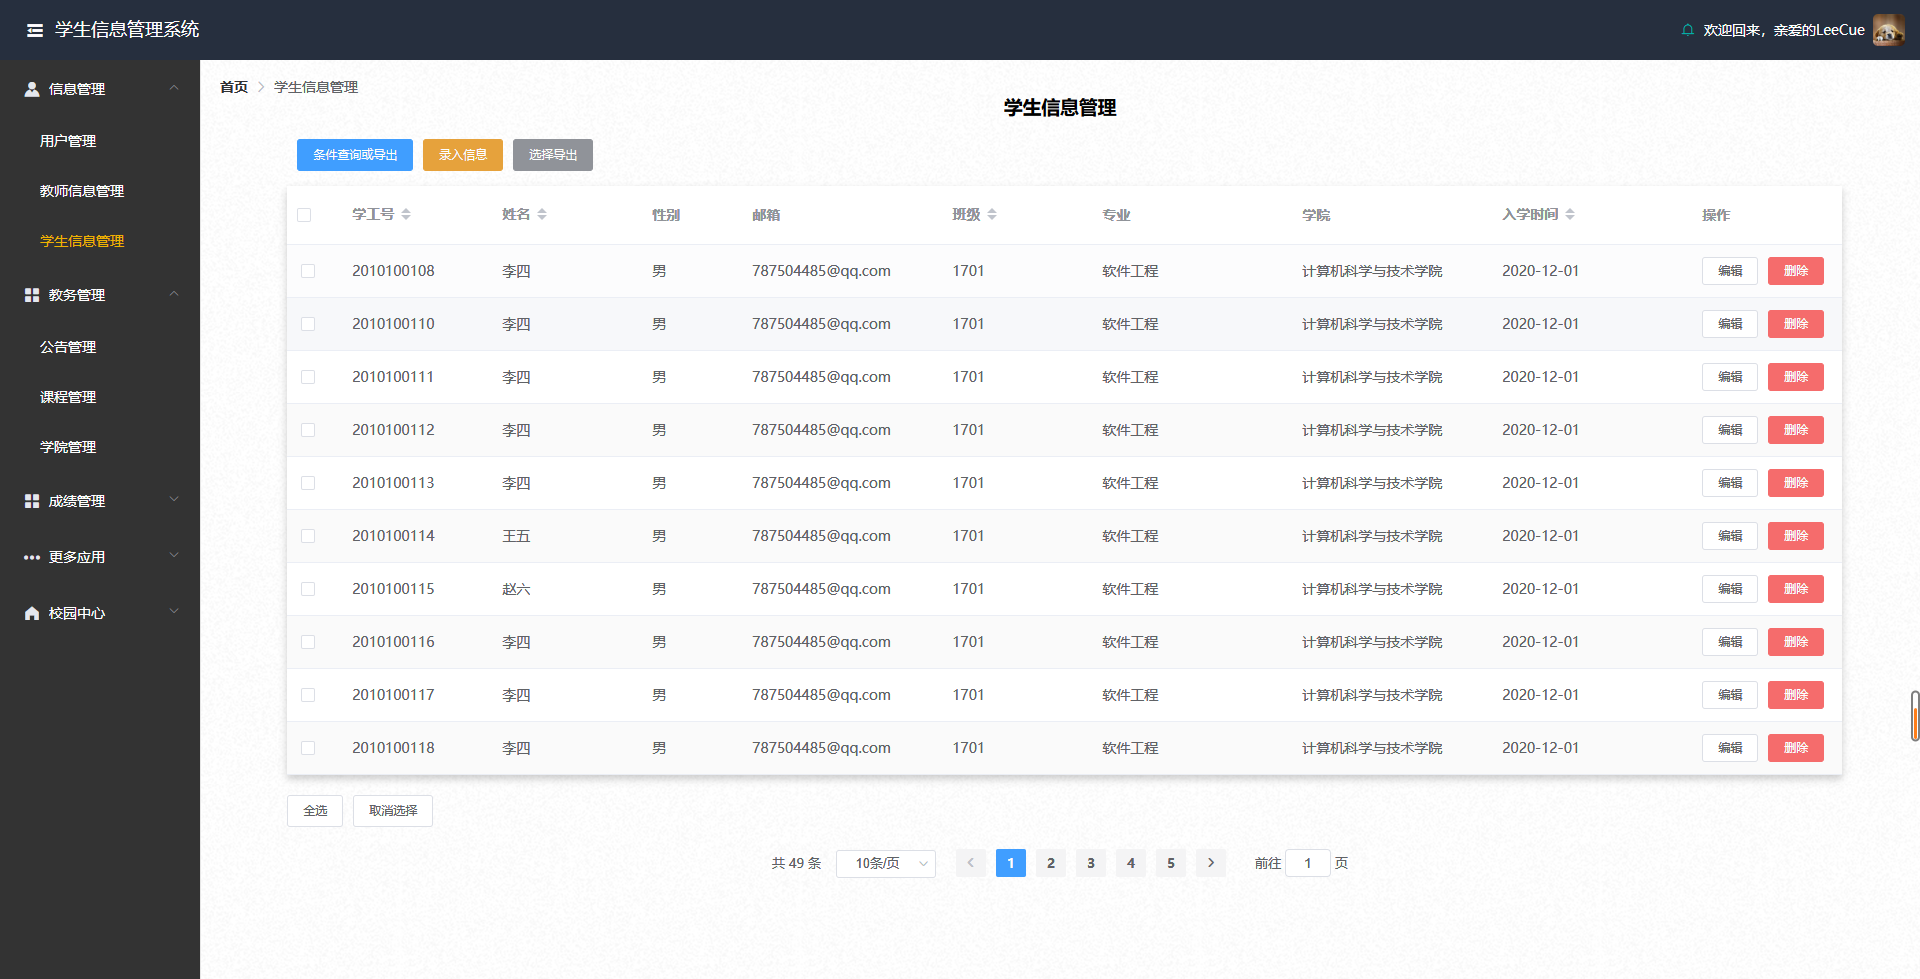 学生信息管理系统
欢迎回来，亲爱的LeeCue
信息管理
用户管理
教师信息管理
学生信息管理
教务管理
公告管理
课程管理
学院管理
成绩管理
更多应用
校园中心
首页 > 学生信息管理
学生信息管理
条件查询或导出 录入信息 选择导出
学工号 姓名 性别 邮箱 班级 专业 学院 入学时间 操作
2010100108 李四 男 787504485@qq.com 1701 软件工程 计算机科学与技术学院 2020-12-01 编辑 删除
2010100110 李四 男 787504485@qq.com 1701 软件工程 计算机科学与技术学院 2020-12-01 编辑 删除
2010100111 李四 男 787504485@qq.com 1701 软件工程 计算机科学与技术学院 2020-12-01 编辑 删除
2010100112 李四 男 787504485@qq.com 1701 软件工程 计算机科学与技术学院 2020-12-01 编辑 删除
2010100113 李四 男 787504485@qq.com 1701 软件工程 计算机科学与技术学院 2020-12-01 编辑 删除
2010100114 王五 男 787504485@qq.com 1701 软件工程 计算机科学与技术学院 2020-12-01 编辑 删除
2010100115 赵六 男 787504485@qq.com 1701 软件工程 计算机科学与技术学院 2020-12-01 编辑 删除
2010100116 李四 男 787504485@qq.com 1701 软件工程 计算机科学与技术学院 2020-12-01 编辑 删除
2010100117 李四 男 787504485@qq.com 1701 软件工程 计算机科学与技术学院 2020-12-01 编辑 删除
2010100118 李四 男 787504485@qq.com 1701 软件工程 计算机科学与技术学院 2020-12-01 编辑 删除
全选 取消选择
共 49 条 10条/页 < 1 2 3 4 5 > 前往 1 页